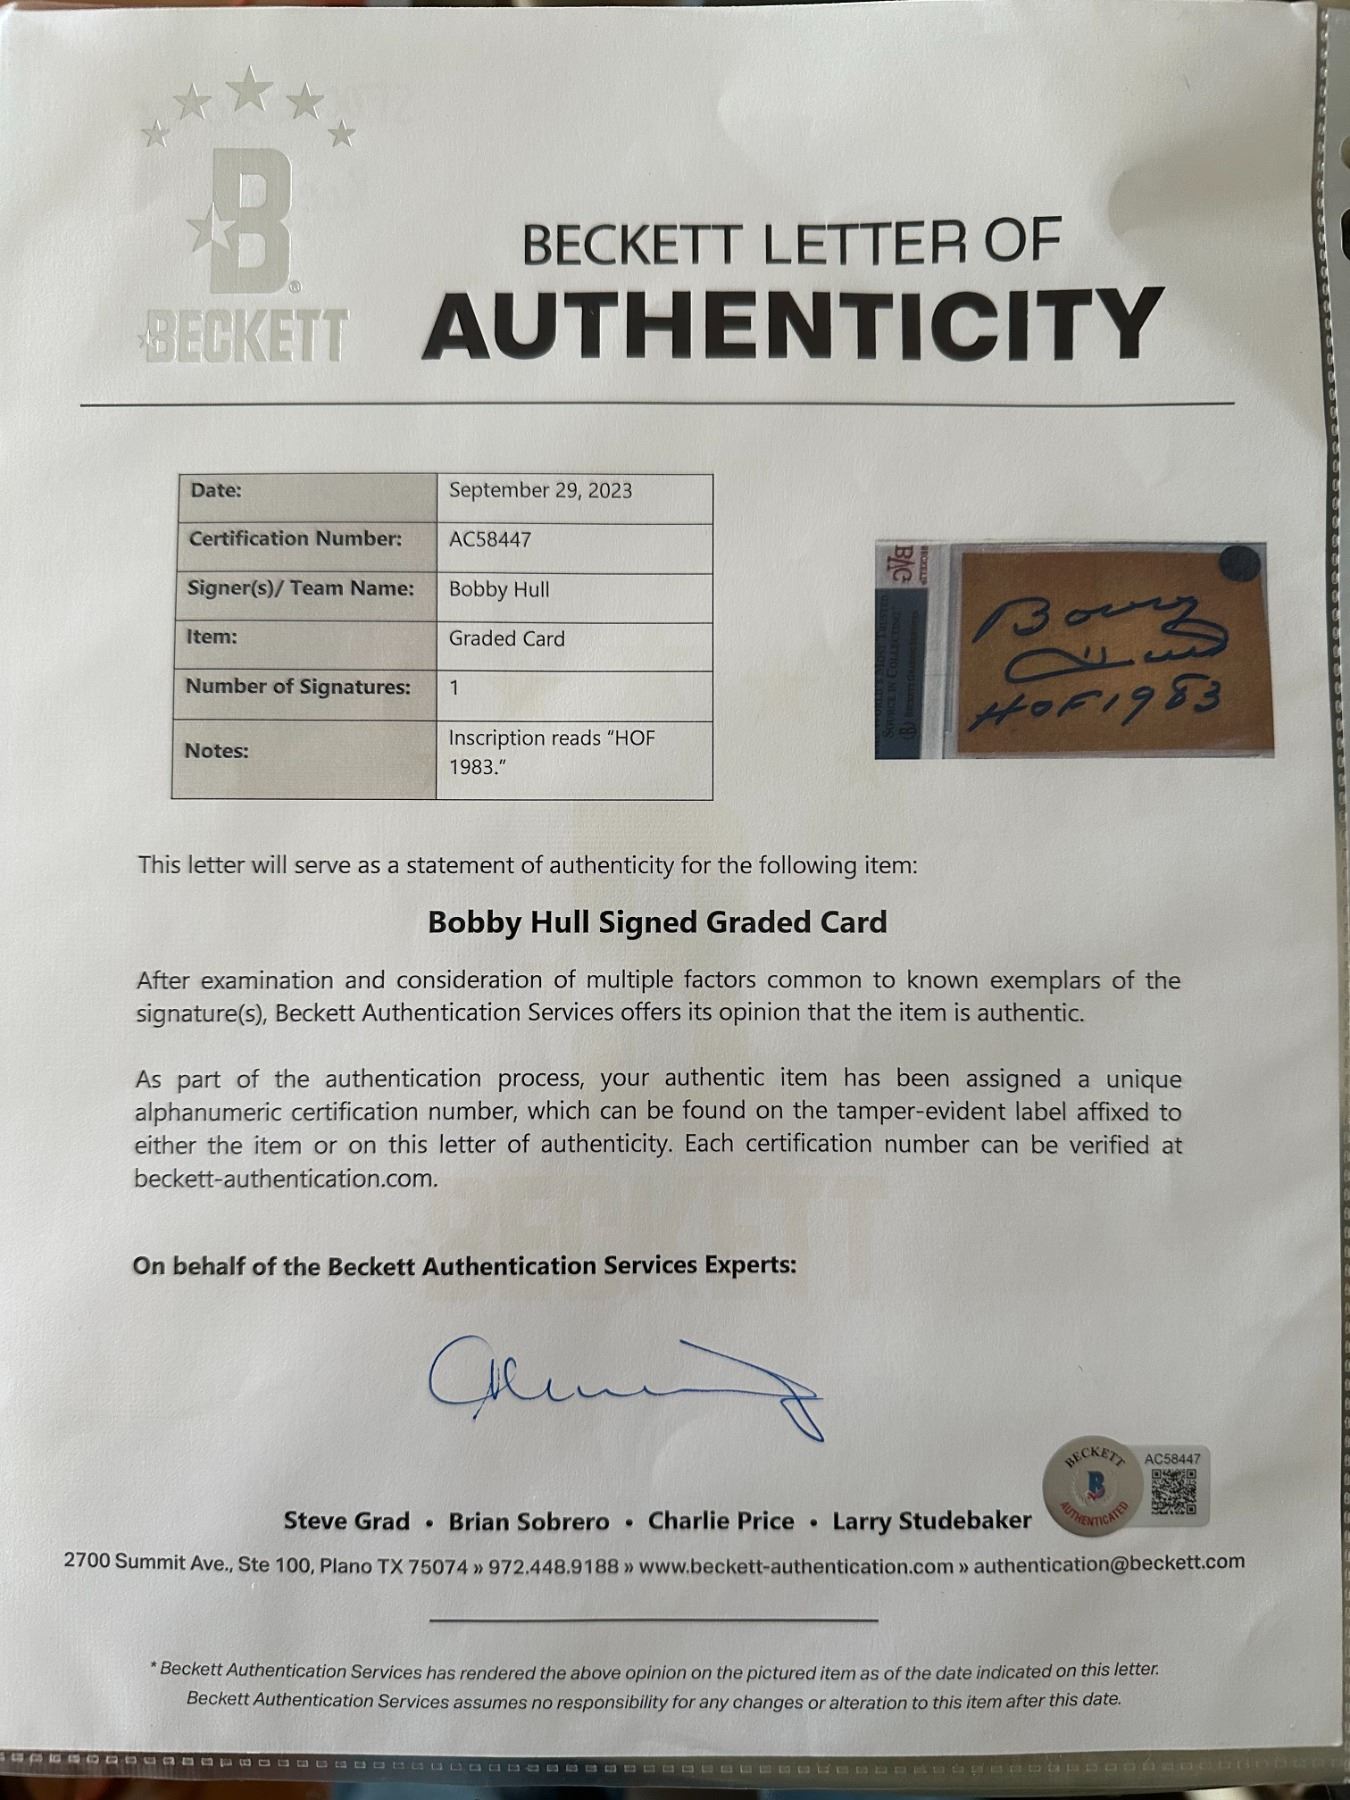 B
®
BECKETT
BECKETT LETTER OF
AUTHENTICITY
Date: September 29, 2023
Certification Number: AC58447
Signer(s)/ Team Name: Bobby Hull
Item: Graded Card
Number of Signatures: 1
Notes: Inscription reads “HOF
1983.”
BECKETT
BVG
SOURCE IN COLLECTING
Bobby
Hull
HOF 1983
This letter will serve as a statement of authenticity for the following item:
Bobby Hull Signed Graded Card
After examination and consideration of multiple factors common to known exemplars of the
signature(s), Beckett Authentication Services offers its opinion that the item is authentic.
As part of the authentication process, your authentic item has been assigned a unique
alphanumeric certification number, which can be found on the tamper-evident label affixed to
either the item or on this letter of authenticity. Each certification number can be verified at
beckett-authentication.com.
On behalf of the Beckett Authentication Services Experts:
BECKETT
B
AUTHENTICATED
AC58447
Steve Grad • Brian Sobrero • Charlie Price • Larry Studebaker
2700 Summit Ave., Ste 100, Plano TX 75074 » 972.448.9188 » www.beckett-authentication.com » authentication@beckett.com
* Beckett Authentication Services has rendered the above opinion on the pictured item as of the date indicated on this letter.
Beckett Authentication Services assumes no responsibility for any changes or alteration to this item after this date.